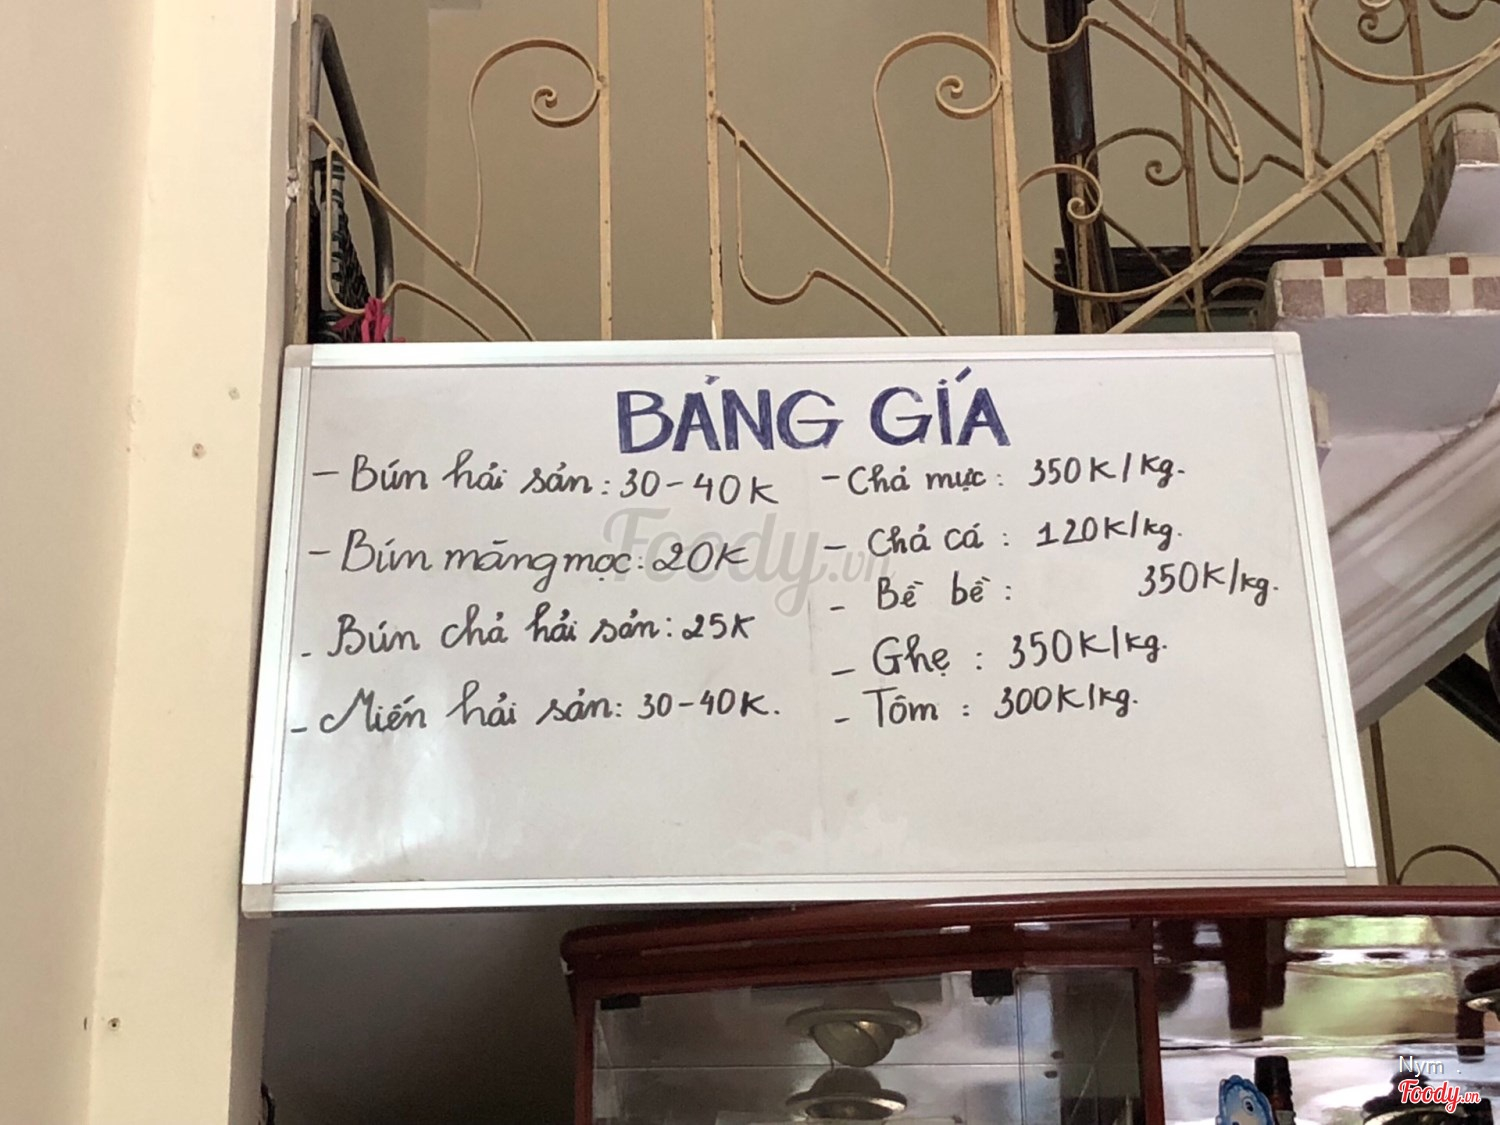 BẢNG GIÁ
- Bún hải sản: 30-40K
- Bún măng mọc: 20K
- Bún chả hải sản: 25K
- Miến hải sản: 30-40K.
- Chả mực: 350K/kg.
- Chả cá: 120K/kg.
- Bề bề: 350K/kg.
- Ghẹ: 350K/kg.
- Tôm: 300K/kg.
Foody.vn
Nym .
Foody.vn